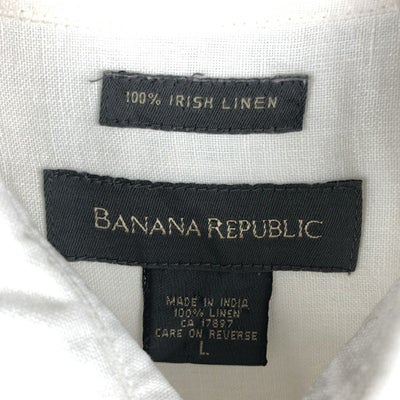 100% IRISH LINEN
BANANA REPUBLIC
MADE IN INDIA
100% LINEN
CA 17897
CARE ON REVERSE
L